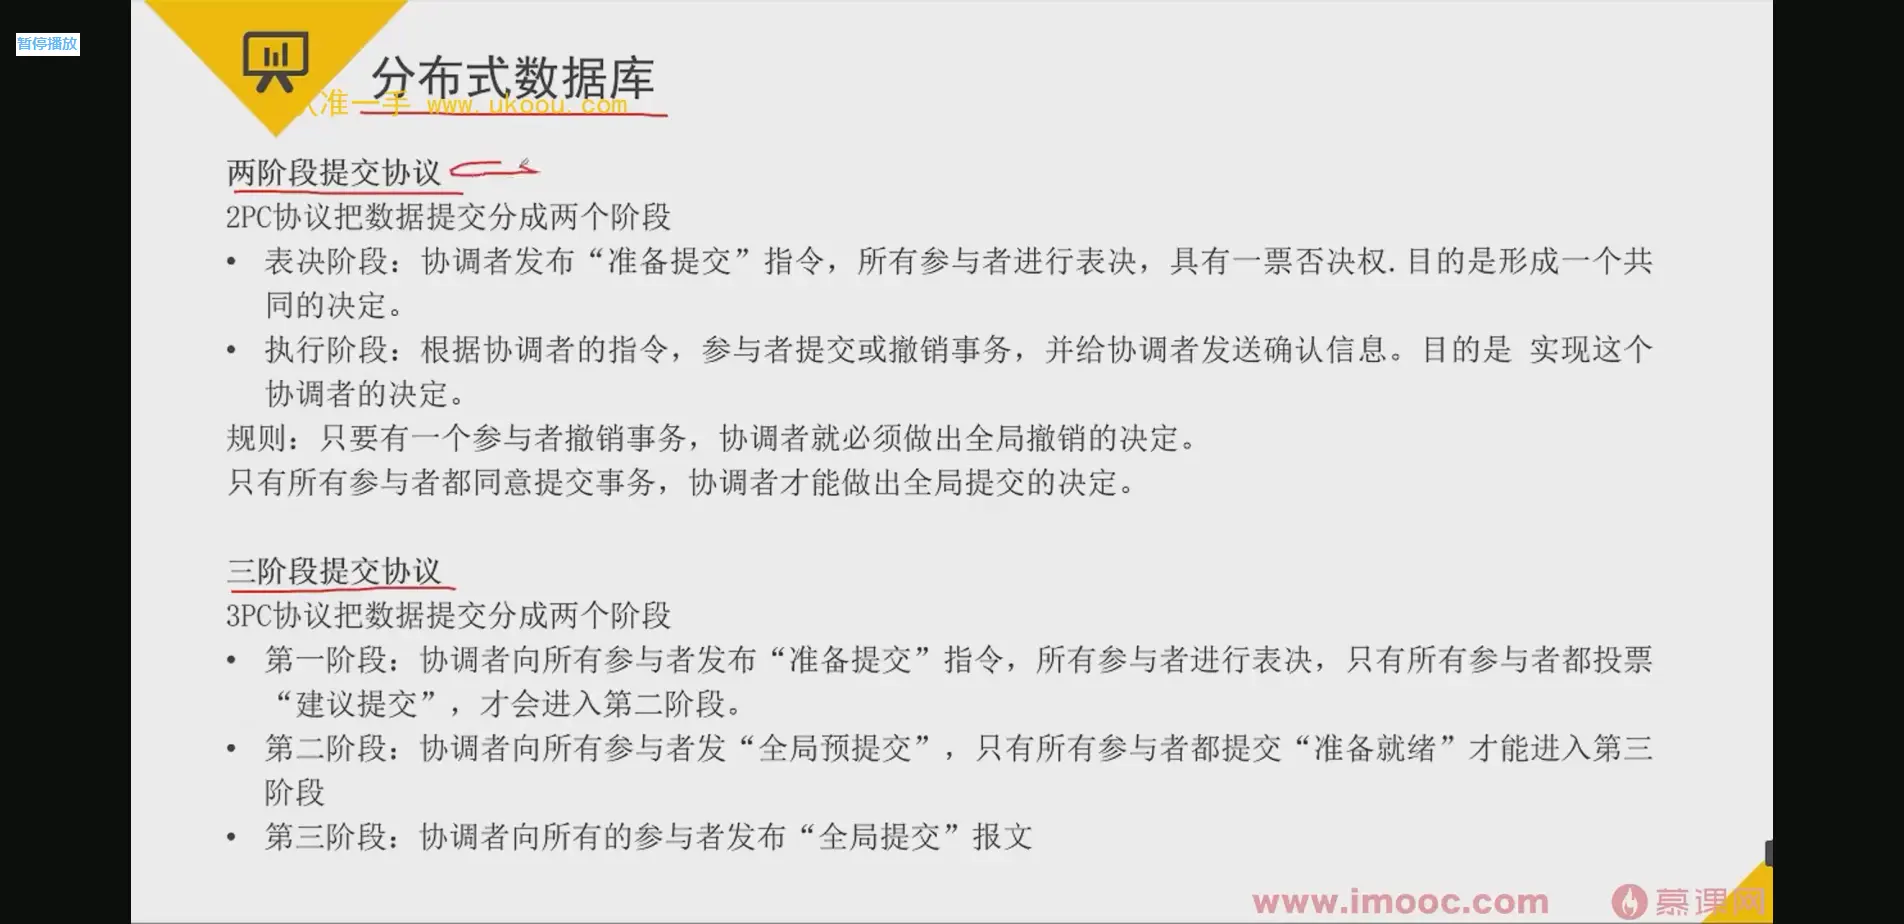 暂停播放
分布式数据库
认准一手 www.ukoou.com
两阶段提交协议
2PC协议把数据提交分成两个阶段
• 表决阶段：协调者发布“准备提交”指令，所有参与者进行表决，具有一票否决权.目的是形成一个共
同的决定。
• 执行阶段：根据协调者的指令，参与者提交或撤销事务，并给协调者发送确认信息。目的是 实现这个
协调者的决定。
规则：只要有一个参与者撤销事务，协调者就必须做出全局撤销的决定。
只有所有参与者都同意提交事务，协调者才能做出全局提交的决定。
三阶段提交协议
3PC协议把数据提交分成两个阶段
• 第一阶段：协调者向所有参与者发布“准备提交”指令，所有参与者进行表决，只有所有参与者都投票
“建议提交”，才会进入第二阶段。
• 第二阶段：协调者向所有参与者发“全局预提交”，只有所有参与者都提交“准备就绪”才能进入第三
阶段
• 第三阶段：协调者向所有的参与者发布“全局提交”报文
www.imooc.com 慕课网